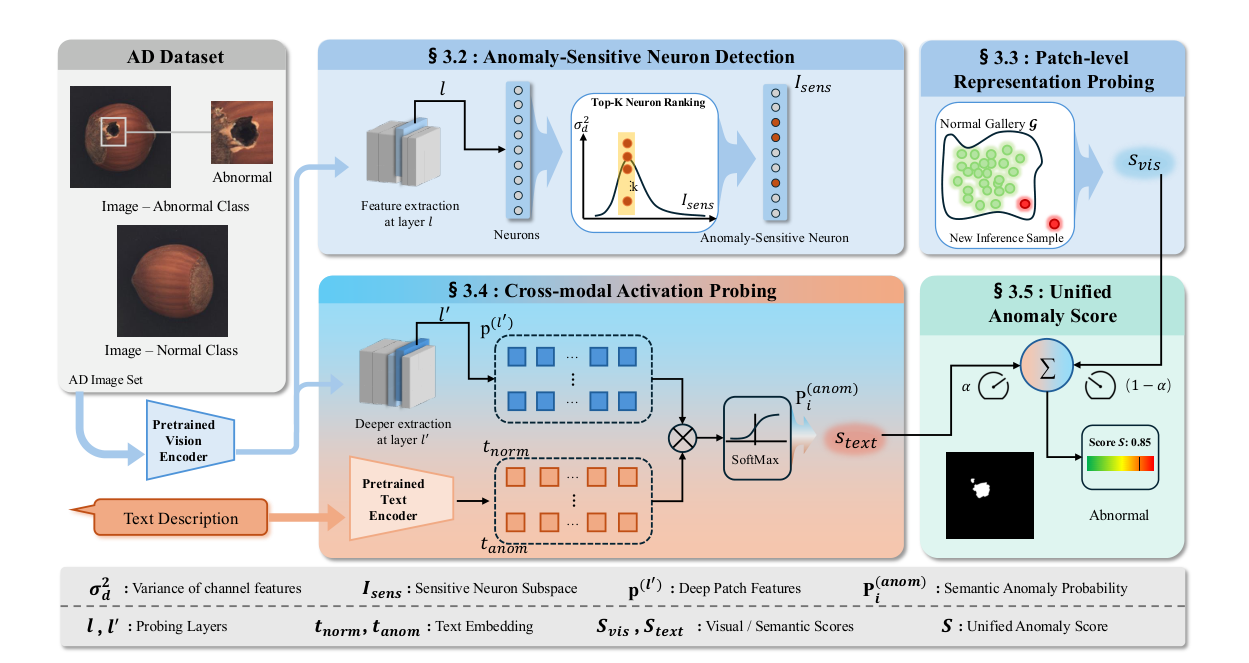 AD Dataset
Abnormal
Image – Abnormal Class
Image – Normal Class
AD Image Set
Pretrained
Vision
Encoder
Text Description
§ 3.2 : Anomaly-Sensitive Neuron Detection
l
Feature extraction
at layer l
Neurons
Top-K Neuron Ranking
σ_d^2
I_sens
I_sens
Anomaly-Sensitive Neuron
§ 3.3 : Patch-level
Representation Probing
Normal Gallery 𝓖
New Inference Sample
S_vis
§ 3.4 : Cross-modal Activation Probing
l′
p^(l′)
Deeper extraction
at layer l′
...
⋮
...
t_norm
Pretrained
Text
Encoder
...
⋮
...
t_anom
SoftMax
P_i^(anom)
S_text
§ 3.5 : Unified
Anomaly Score
∑
α
(1 − α)
Score S: 0.85
Abnormal
σ_d^2 : Variance of channel features
I_sens : Sensitive Neuron Subspace
p^(l′) : Deep Patch Features
P_i^(anom) : Semantic Anomaly Probability
l , l′ : Probing Layers
t_norm, t_anom : Text Embedding
S_vis , S_text : Visual / Semantic Scores
S : Unified Anomaly Score